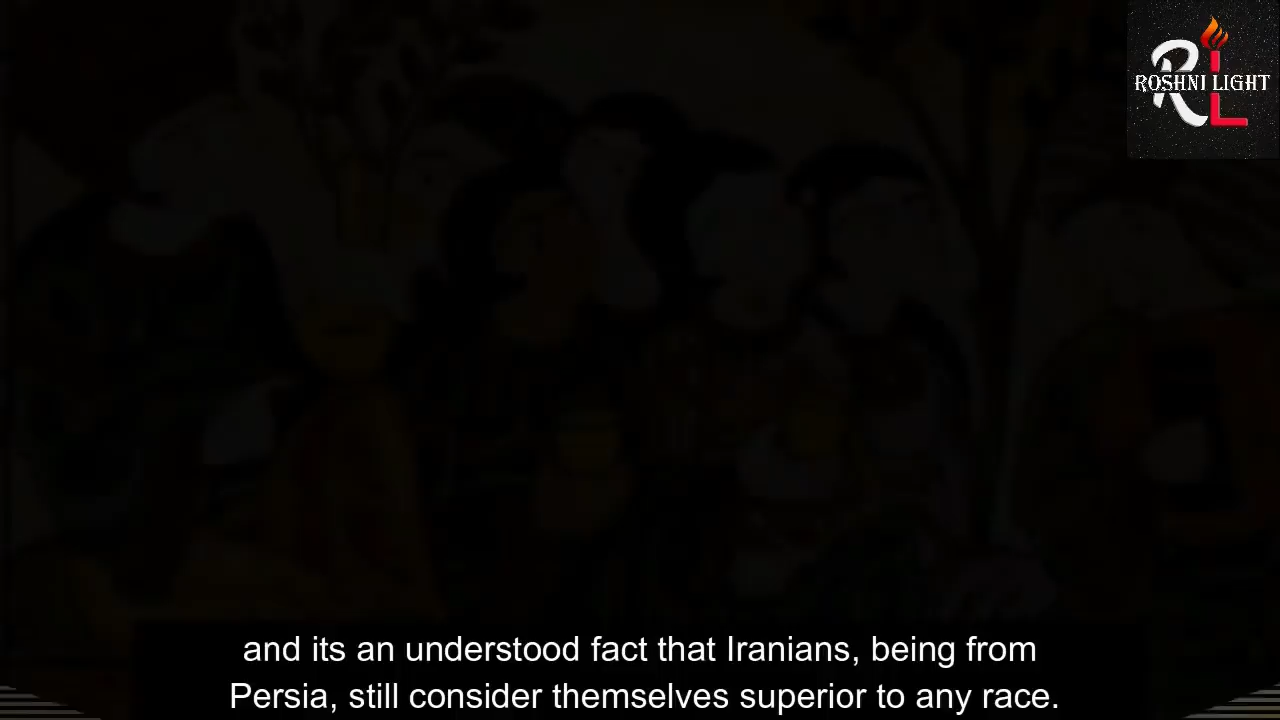 ROSHNI LIGHT
RL
and its an understood fact that Iranians, being from
Persia, still consider themselves superior to any race.